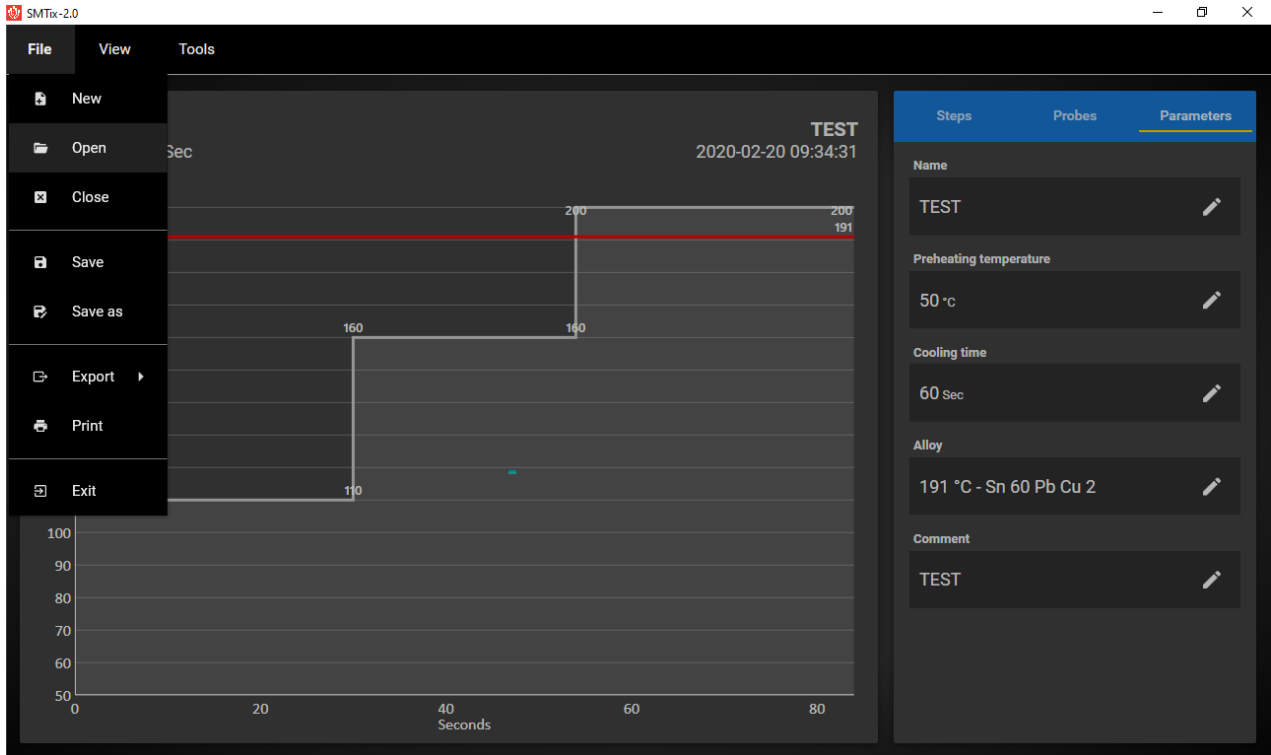 SMTix-2.0
File View Tools
New
Open
Close
Save
Save as
Export
Print
Exit
Sec
TEST
2020-02-20 09:34:31
200 200
191
160 160
110
100
90
80
70
60
50
0 20 40 60 80
Seconds
Steps Probes Parameters
Name
TEST
Preheating temperature
50 °C
Cooling time
60 Sec
Alloy
191 °C - Sn 60 Pb Cu 2
Comment
TEST